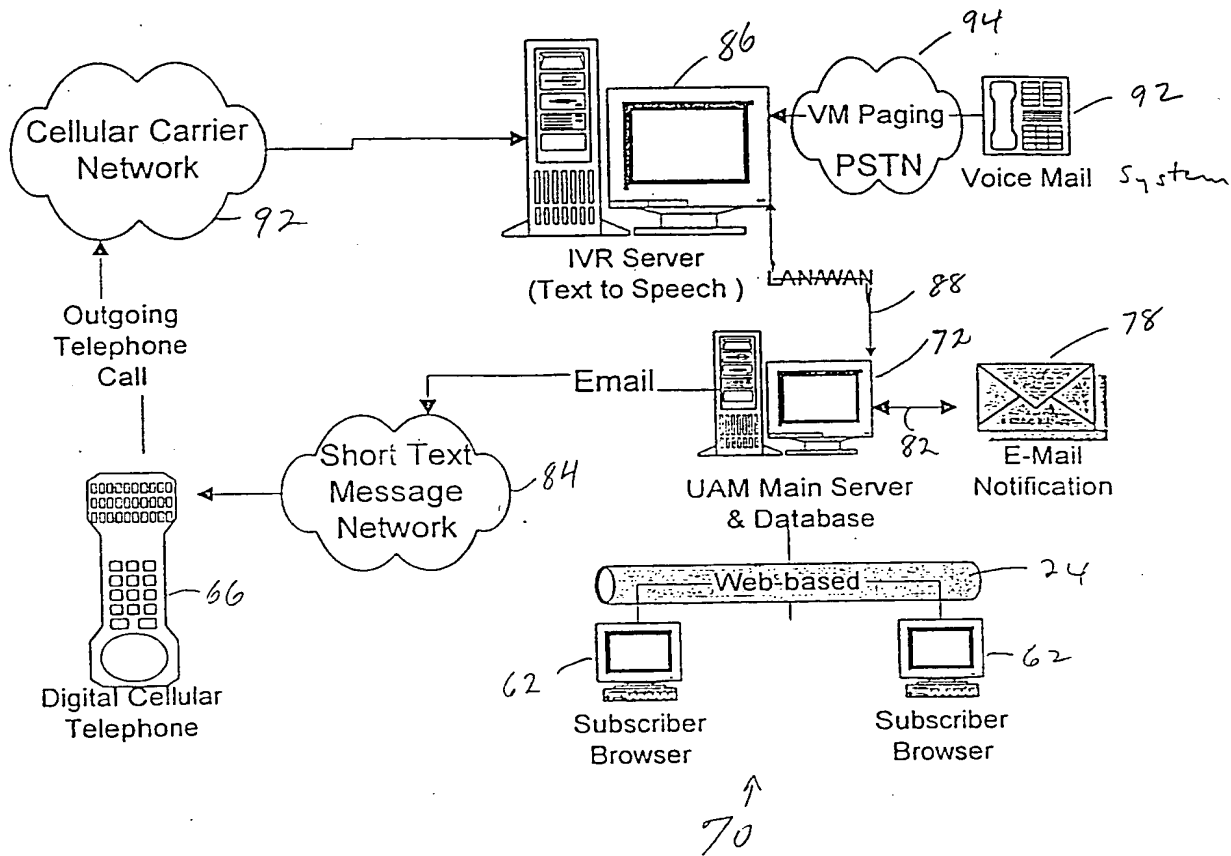 86
94
92
Cellular Carrier
Network
VM Paging
PSTN
Voice Mail System
92
IVR Server
(Text to Speech )
LAN/WAN
88
Outgoing
Telephone
Call
78
72
Email
82
Short Text
Message
Network
84
E-Mail
Notification
UAM Main Server
& Database
Web-based
24
66
62
62
Digital Cellular
Telephone
Subscriber
Browser
Subscriber
Browser
70